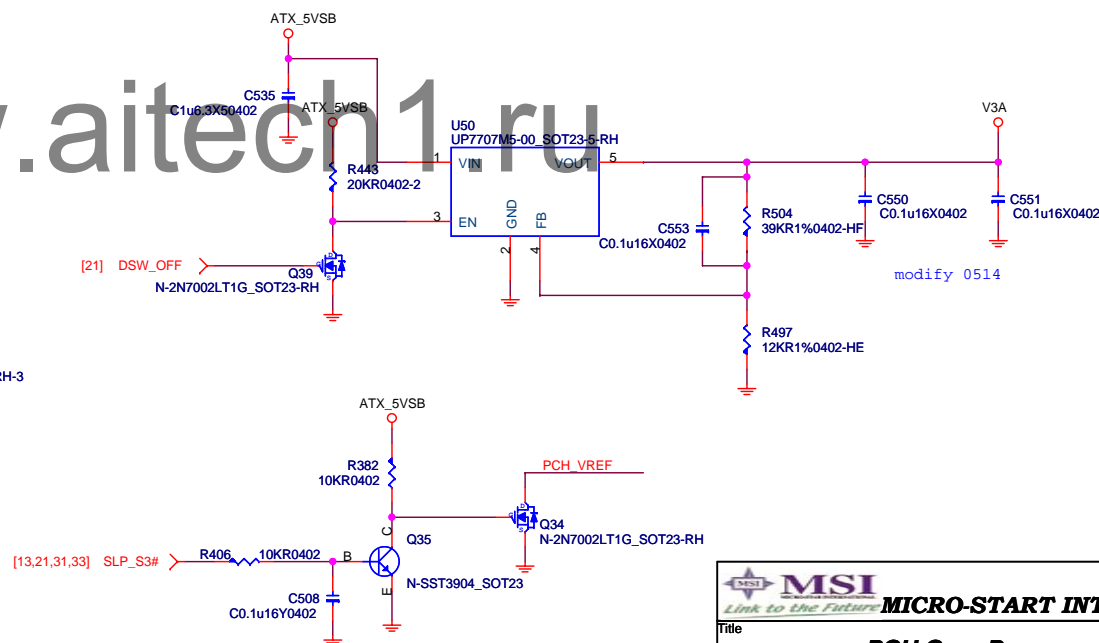 ATX_5VSB
C535
C1u6.3X50402
ATX_5VSB
.aitech1.ru
U50
UP7707M5-00_SOT23-5-RH
V3A
1
VIN
VOUT
5
R443
20KR0402-2
3
EN
GND
FB
2
4
C553
C0.1u16X0402
R504
39KR1%0402-HF
C550
C0.1u16X0402
C551
C0.1u16X0402
[21] DSW_OFF
Q39
N-2N7002LT1G_SOT23-RH
modify 0514
R497
12KR1%0402-HE
RH-3
ATX_5VSB
R382
10KR0402
PCH_VREF
C
Q35
Q34
N-2N7002LT1G_SOT23-RH
[13,21,31,33] SLP_S3#
R406
10KR0402
B
N-SST3904_SOT23
E
C508
C0.1u16Y0402
MSI
MSI
Link to the Future
MICRO-START INT
Title